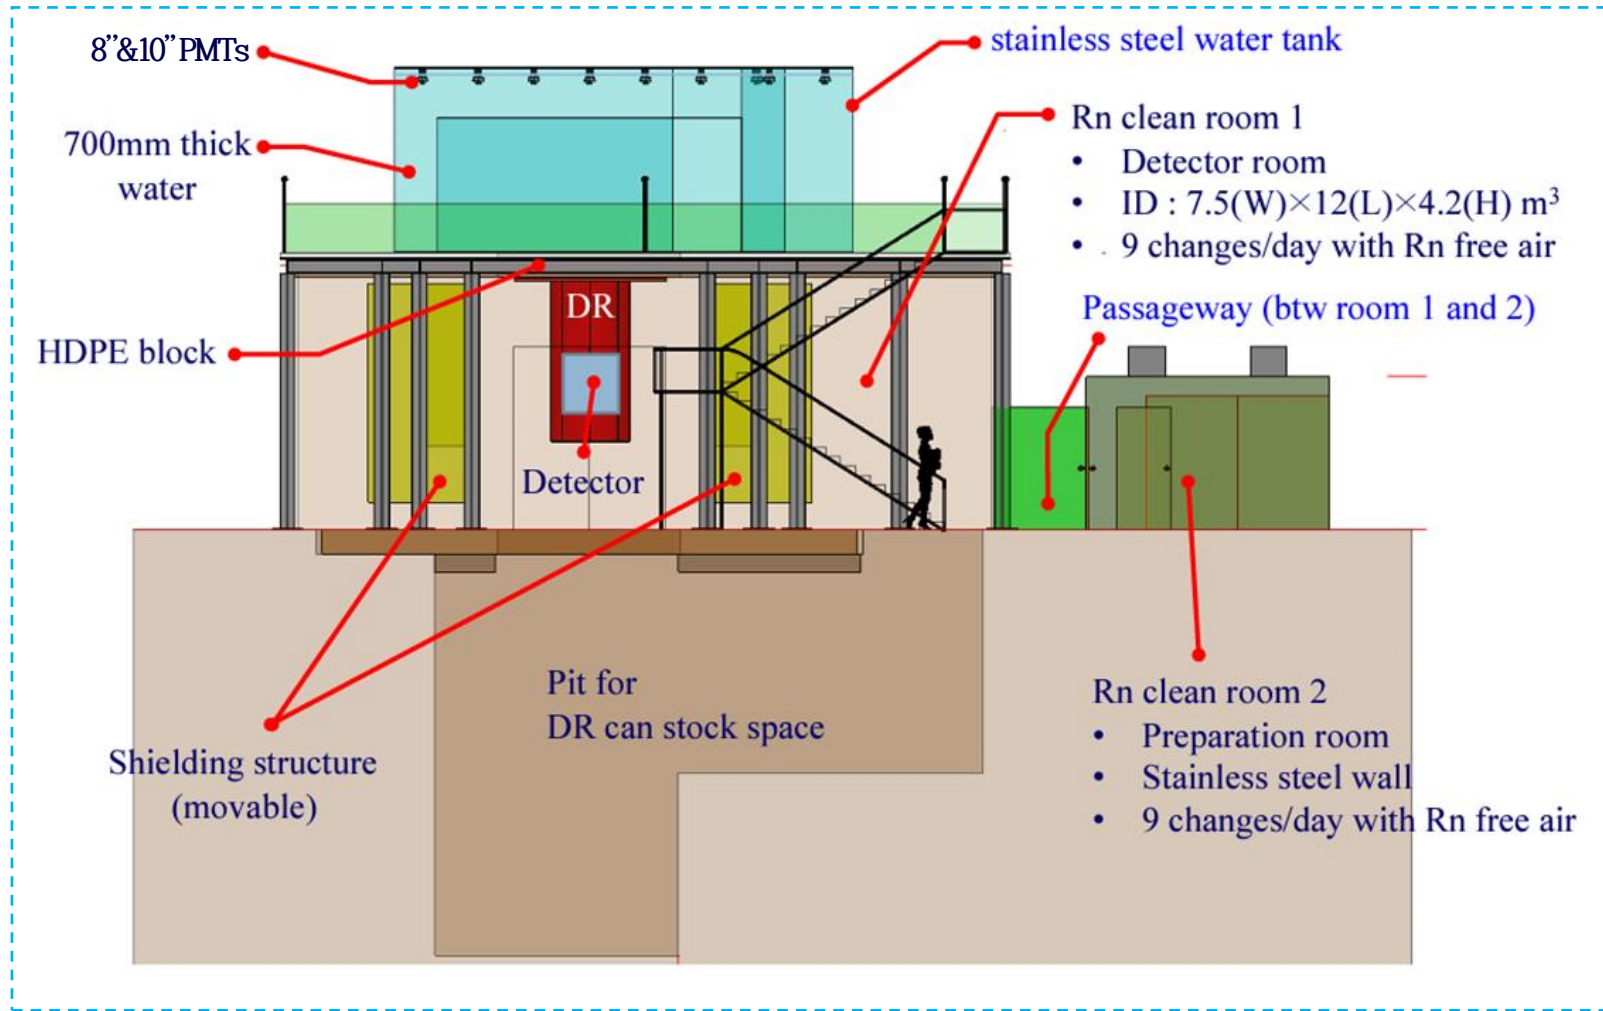 8”&10” PMTs
stainless steel water tank
700mm thick
water
Rn clean room 1
• Detector room
• ID : 7.5(W)×12(L)×4.2(H) m³
• 9 changes/day with Rn free air
DR
Passageway (btw room 1 and 2)
HDPE block
Detector
Pit for
DR can stock space
Shielding structure
(movable)
Rn clean room 2
• Preparation room
• Stainless steel wall
• 9 changes/day with Rn free air